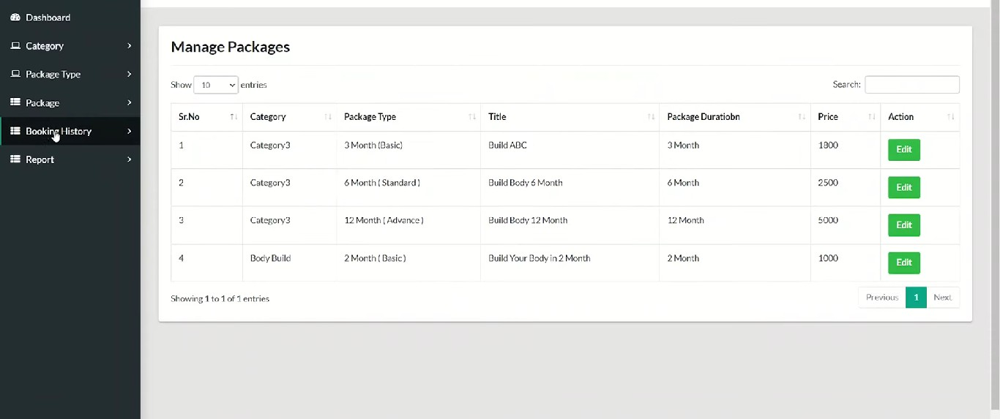 Dashboard
Category
Package Type
Package
Booking History
Report
Manage Packages
Show 10 entries
Search:
Sr.No Category Package Type Title Package Duratiobn Price Action
1 Category3 3 Month (Basic) Build ABC 3 Month 1800 Edit
2 Category3 6 Month ( Standard ) Build Body 6 Month 6 Month 2500 Edit
3 Category3 12 Month ( Advance ) Build Body 12 Month 12 Month 5000 Edit
4 Body Build 2 Month ( Basic ) Build Your Body in 2 Month 2 Month 1000 Edit
Showing 1 to 1 of 1 entries
Previous 1 Next